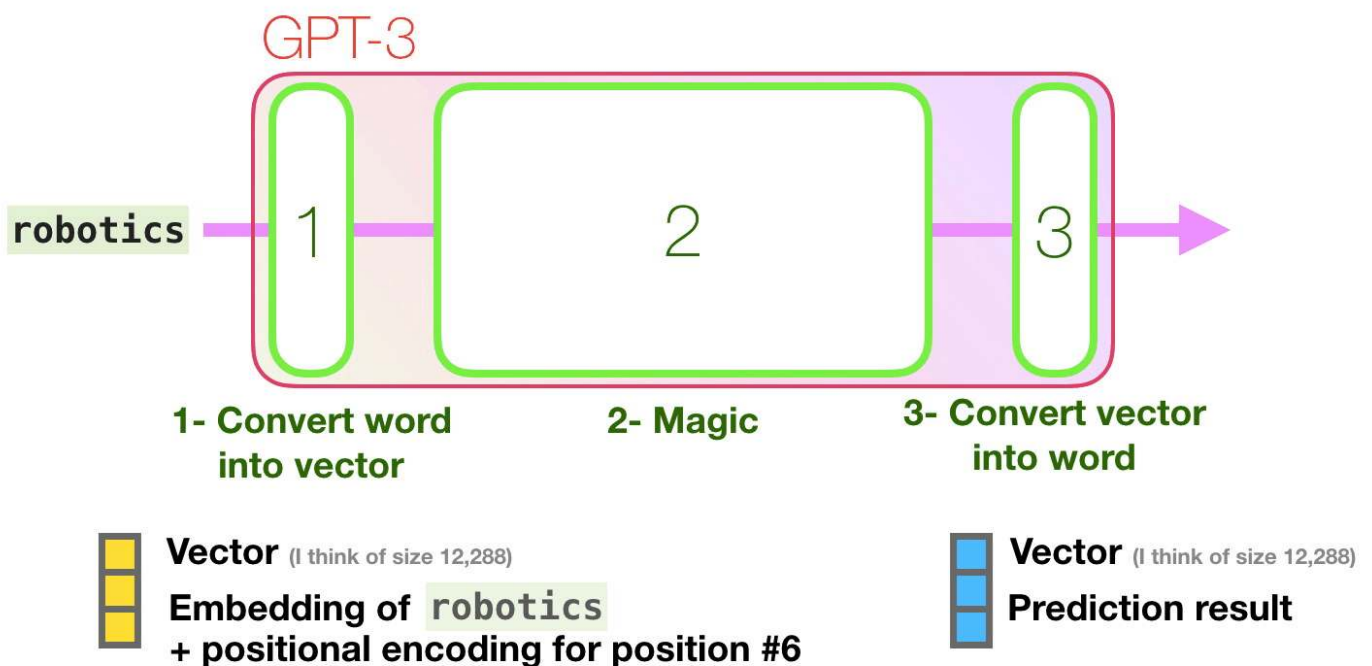 GPT-3
robotics
1
2
3
1- Convert word
into vector
2- Magic
3- Convert vector
into word
Vector (I think of size 12,288)
Embedding of robotics
+ positional encoding for position #6
Vector (I think of size 12,288)
Prediction result